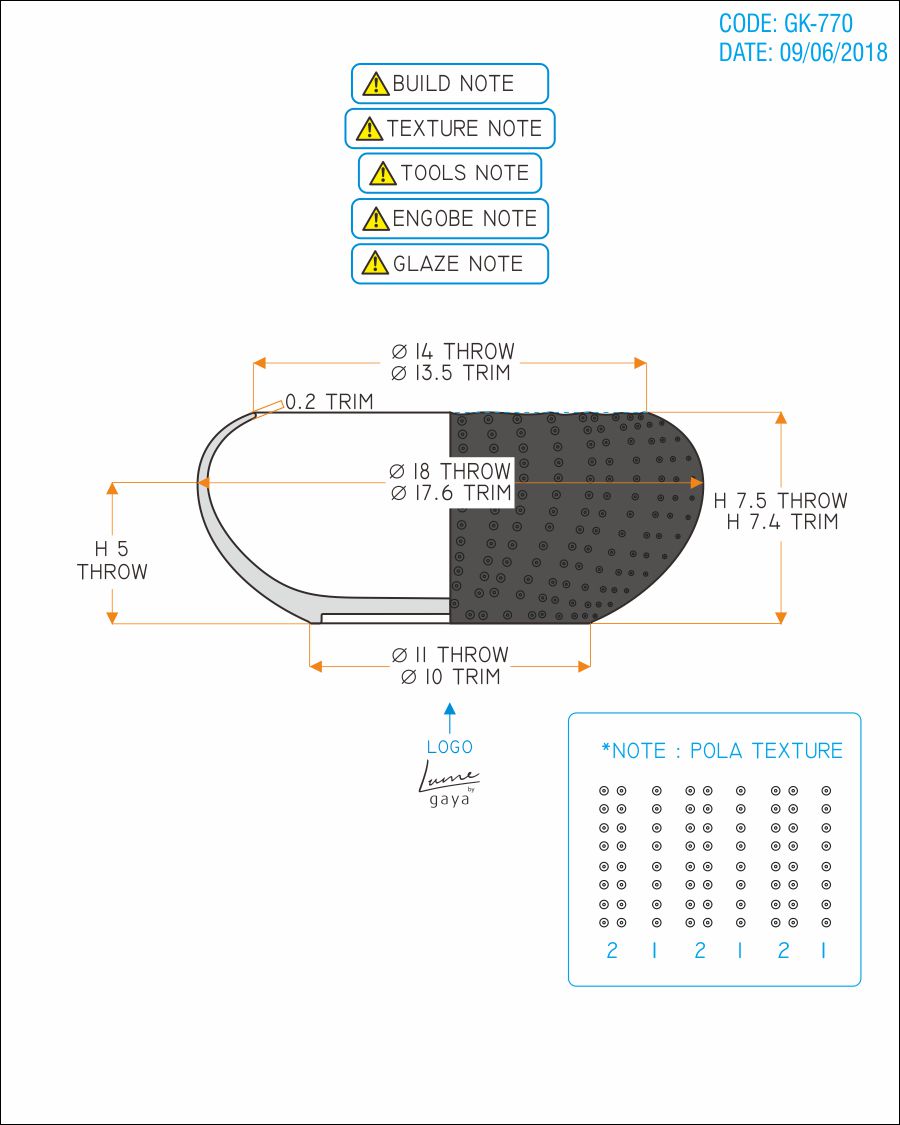 CODE: GK-770
DATE: 09/06/2018
BUILD NOTE
TEXTURE NOTE
TOOLS NOTE
ENGOBE NOTE
GLAZE NOTE
Ø 14 THROW
Ø 13.5 TRIM
0.2 TRIM
Ø 18 THROW
Ø 17.6 TRIM
H 7.5 THROW
H 7.4 TRIM
H 5
THROW
Ø 11 THROW
Ø 10 TRIM
LOGO
Lume
by
gaya
*NOTE : POLA TEXTURE
2 1 2 1 2 1